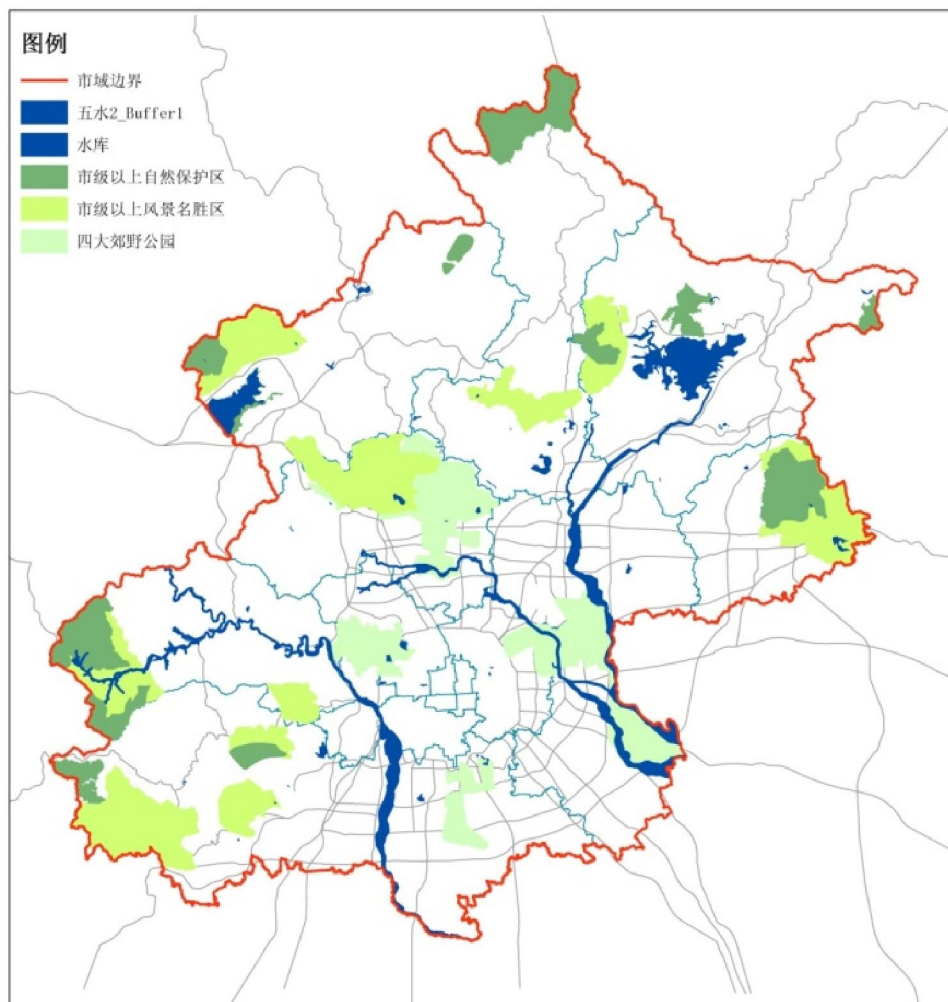 图例
市域边界
五水2_Buffer1
水库
市级以上自然保护区
市级以上风景名胜区
四大郊野公园